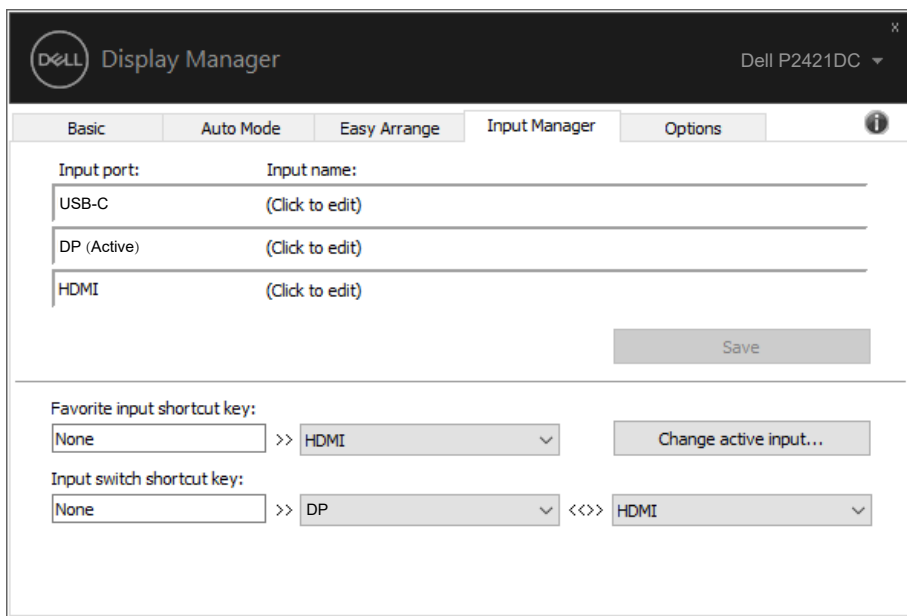 x
DELL Display Manager Dell P2421DC
Basic Auto Mode Easy Arrange Input Manager Options i
Input port: Input name:
USB-C (Click to edit)
DP (Active) (Click to edit)
HDMI (Click to edit)
Save
Favorite input shortcut key:
None >> HDMI Change active input...
Input switch shortcut key:
None >> DP <<>> HDMI